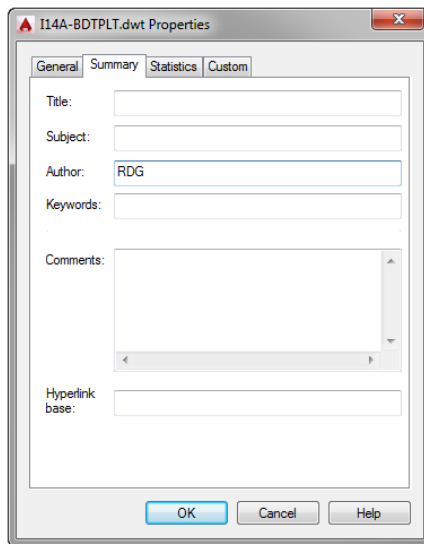 I14A-BDTPLT.dwt Properties
General Summary Statistics Custom
Title:
Subject:
Author: RDG
Keywords:
Comments:
Hyperlink
base:
OK Cancel Help